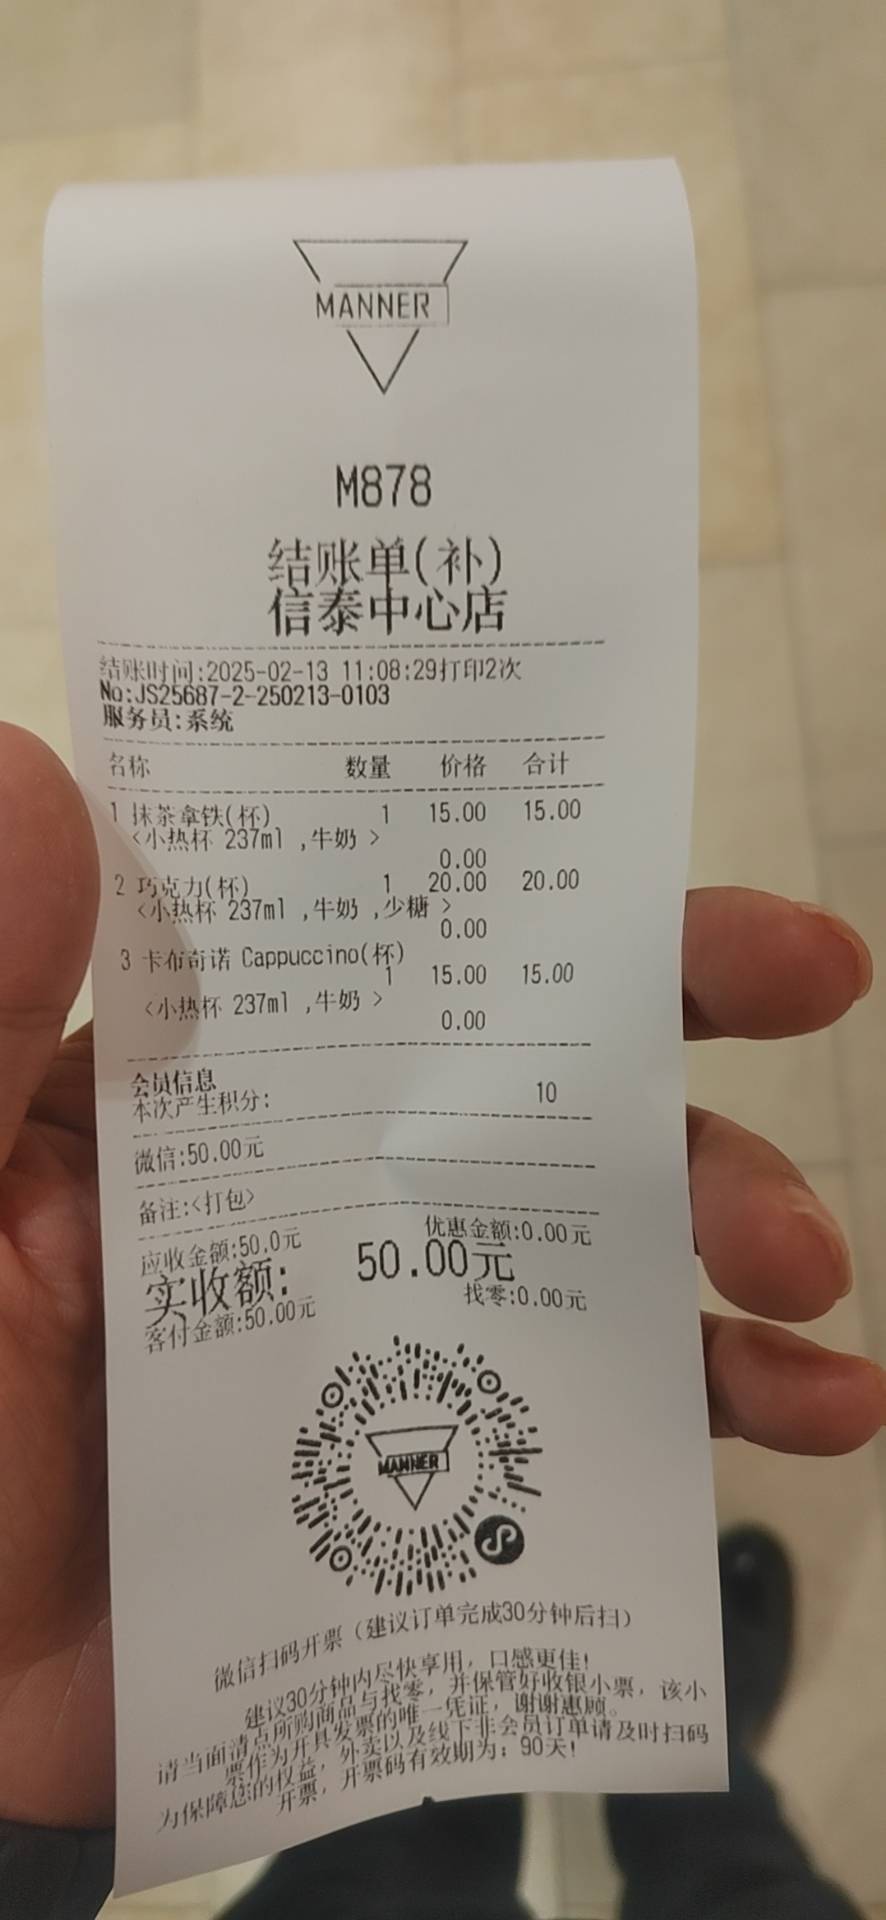 MANNER
M878
结账单(补)
信泰中心店
结账时间:2025-02-13 11:08:29打印2次
No:JS25687-2-250213-0103
服务员:系统
名称 数量 价格 合计
1 抹茶拿铁(杯) 1 15.00 15.00
<小热杯 237ml ,牛奶 >
0.00
2 巧克力(杯) 1 20.00 20.00
<小热杯 237ml ,牛奶 ,少糖 >
0.00
3 卡布奇诺 Cappuccino(杯)
1 15.00 15.00
<小热杯 237ml ,牛奶 >
0.00
会员信息
本次产生积分: 10
微信:50.00元
备注:<打包>
应收金额:50.0元 优惠金额:0.00元
实收额: 50.00元
客付金额:50.00元 找零:0.00元
MANNER
微信扫码开票（建议订单完成30分钟后扫）
建议30分钟内尽快享用，口感更佳!
请当面清点所购商品与找零，并保管好收银小票，该小
票作为开具发票的唯一凭证，谢谢惠顾。
为保障您的权益，外卖以及线下非会员订单请及时扫码
开票，开票码有效期为：90天!